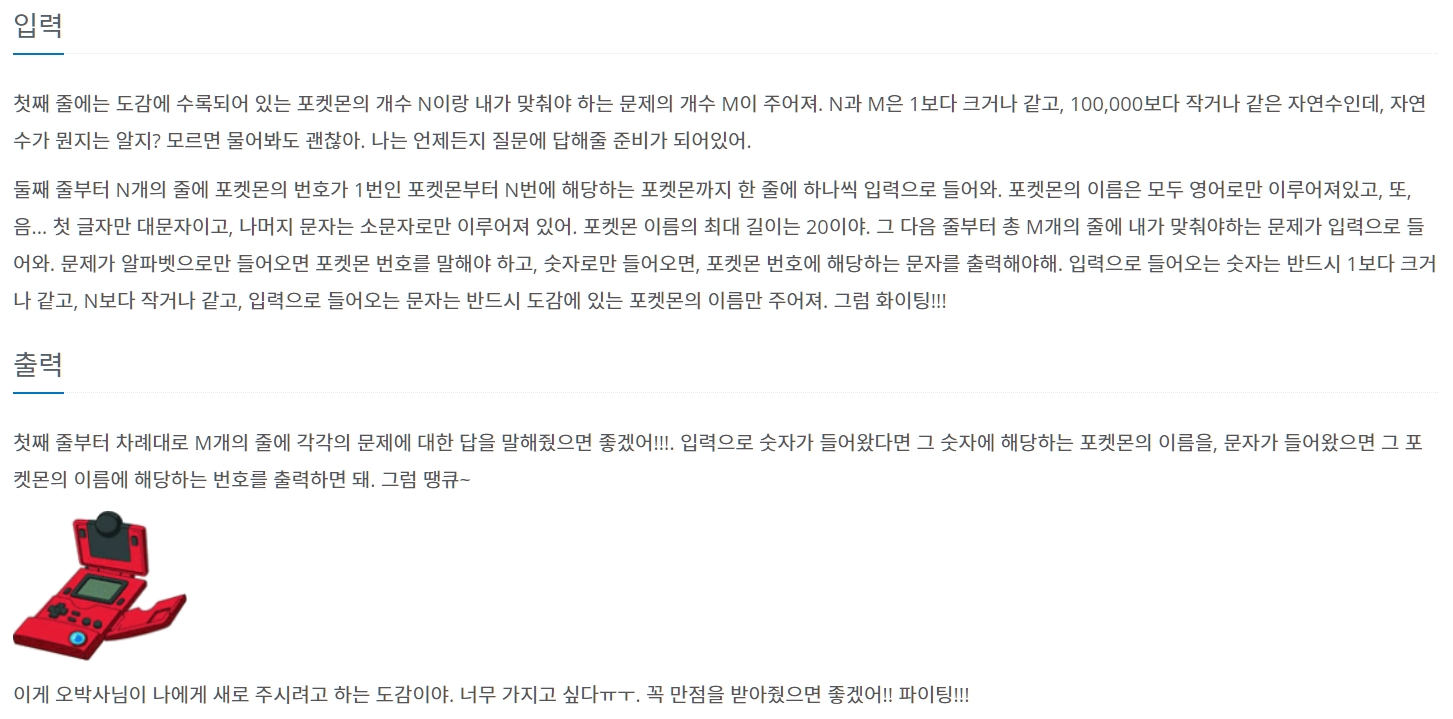 입력
첫째 줄에는 도감에 수록되어 있는 포켓몬의 개수 N이랑 내가 맞춰야 하는 문제의 개수 M이 주어져. N과 M은 1보다 크거나 같고, 100,000보다 작거나 같은 자연수인데, 자연
수가 뭔지는 알지? 모르면 물어봐도 괜찮아. 나는 언제든지 질문에 답해줄 준비가 되어있어.
둘째 줄부터 N개의 줄에 포켓몬의 번호가 1번인 포켓몬부터 N번에 해당하는 포켓몬까지 한 줄에 하나씩 입력으로 들어와. 포켓몬의 이름은 모두 영어로만 이루어져있고, 또,
음... 첫 글자만 대문자이고, 나머지 문자는 소문자로만 이루어져 있어. 포켓몬 이름의 최대 길이는 20이야. 그 다음 줄부터 총 M개의 줄에 내가 맞춰야하는 문제가 입력으로 들
어와. 문제가 알파벳으로만 들어오면 포켓몬 번호를 말해야 하고, 숫자로만 들어오면, 포켓몬 번호에 해당하는 문자를 출력해야해. 입력으로 들어오는 숫자는 반드시 1보다 크거
나 같고, N보다 작거나 같고, 입력으로 들어오는 문자는 반드시 도감에 있는 포켓몬의 이름만 주어져. 그럼 화이팅!!!
출력
첫째 줄부터 차례대로 M개의 줄에 각각의 문제에 대한 답을 말해줬으면 좋겠어!!!. 입력으로 숫자가 들어왔다면 그 숫자에 해당하는 포켓몬의 이름을, 문자가 들어왔으면 그 포
켓몬의 이름에 해당하는 번호를 출력하면 돼. 그럼 땡큐~
이게 오박사님이 나에게 새로 주시려고 하는 도감이야. 너무 가지고 싶다ㅠㅜ. 꼭 만점을 받아줬으면 좋겠어!! 파이팅!!!